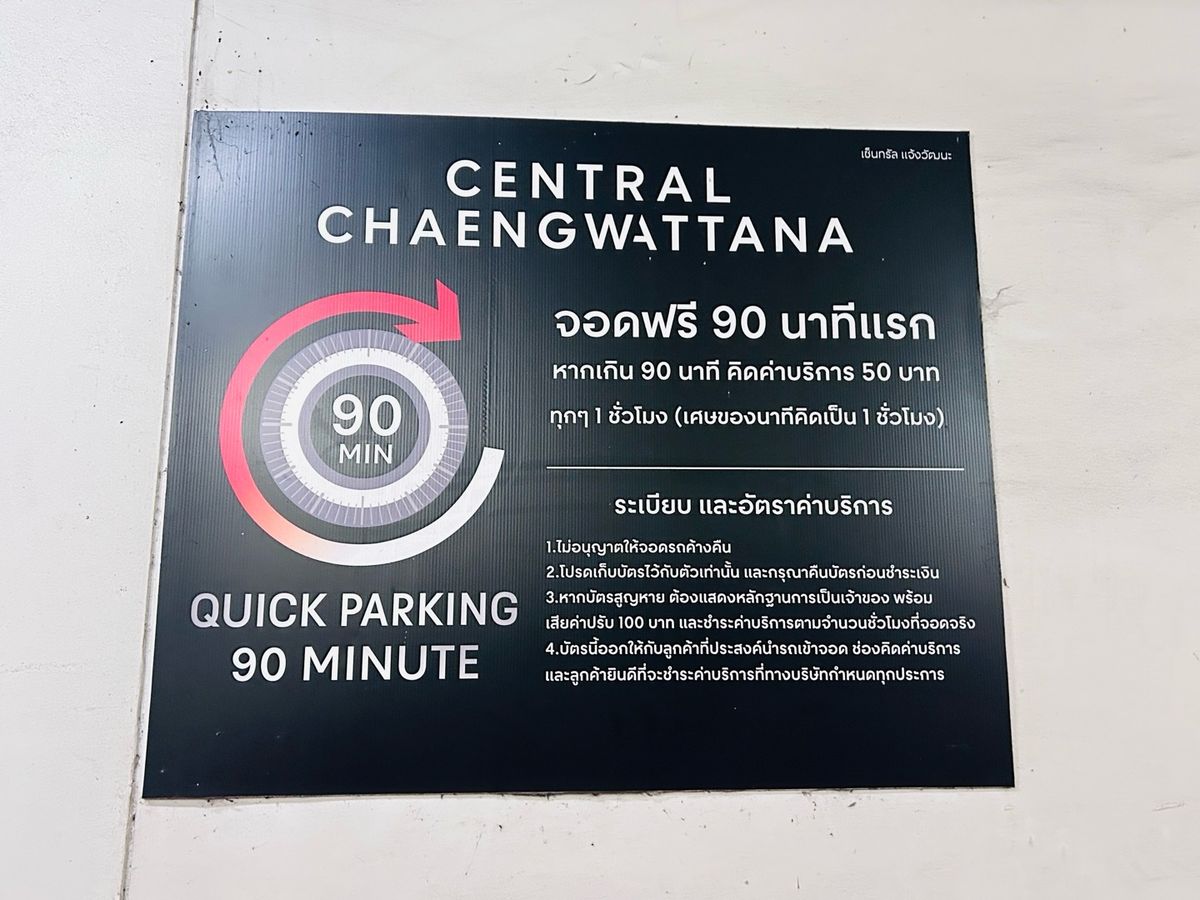 เซ็นทรัล แจ้งวัฒนะ
CENTRAL
CHAENGWATTANA
90
MIN
QUICK PARKING
90 MINUTE
จอดฟรี 90 นาทีแรก
หากเกิน 90 นาที คิดค่าบริการ 50 บาท
ทุกๆ 1 ชั่วโมง (เศษของนาทีคิดเป็น 1 ชั่วโมง)
ระเบียบ และอัตราค่าบริการ
1.ไม่อนุญาตให้จอดรถค้างคืน
2.โปรดเก็บบัตรไว้กับตัวเท่านั้น และกรุณาคืนบัตรก่อนชำระเงิน
3.หากบัตรสูญหาย ต้องแสดงหลักฐานการเป็นเจ้าของ พร้อม
เสียค่าปรับ 100 บาท และชำระค่าบริการตามจำนวนชั่วโมงที่จอดจริง
4.บัตรนี้ออกให้กับลูกค้าที่ประสงค์นำรถเข้าจอด ช่องคิดค่าบริการ
และลูกค้ายินดีที่จะชำระค่าบริการที่ทางบริษัทกำหนดทุกประการ